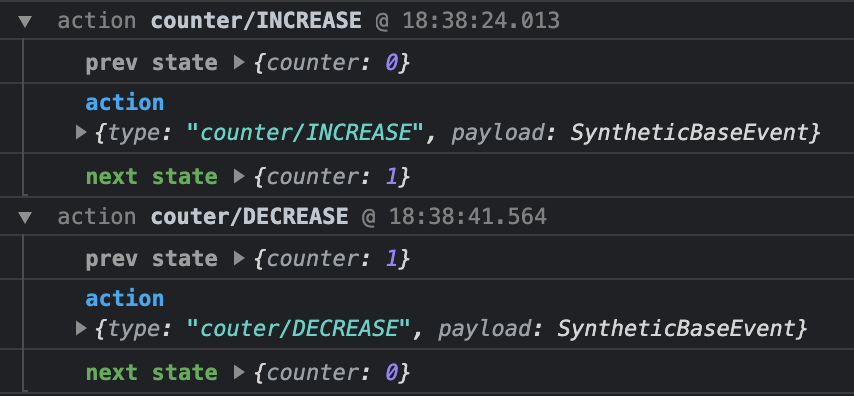 ▼ action counter/INCREASE @ 18:38:24.013
prev state ▶ {counter: 0}
action
▶ {type: "counter/INCREASE", payload: SyntheticBaseEvent}
next state ▶ {counter: 1}
▼ action couter/DECREASE @ 18:38:41.564
prev state ▶ {counter: 1}
action
▶ {type: "couter/DECREASE", payload: SyntheticBaseEvent}
next state ▶ {counter: 0}